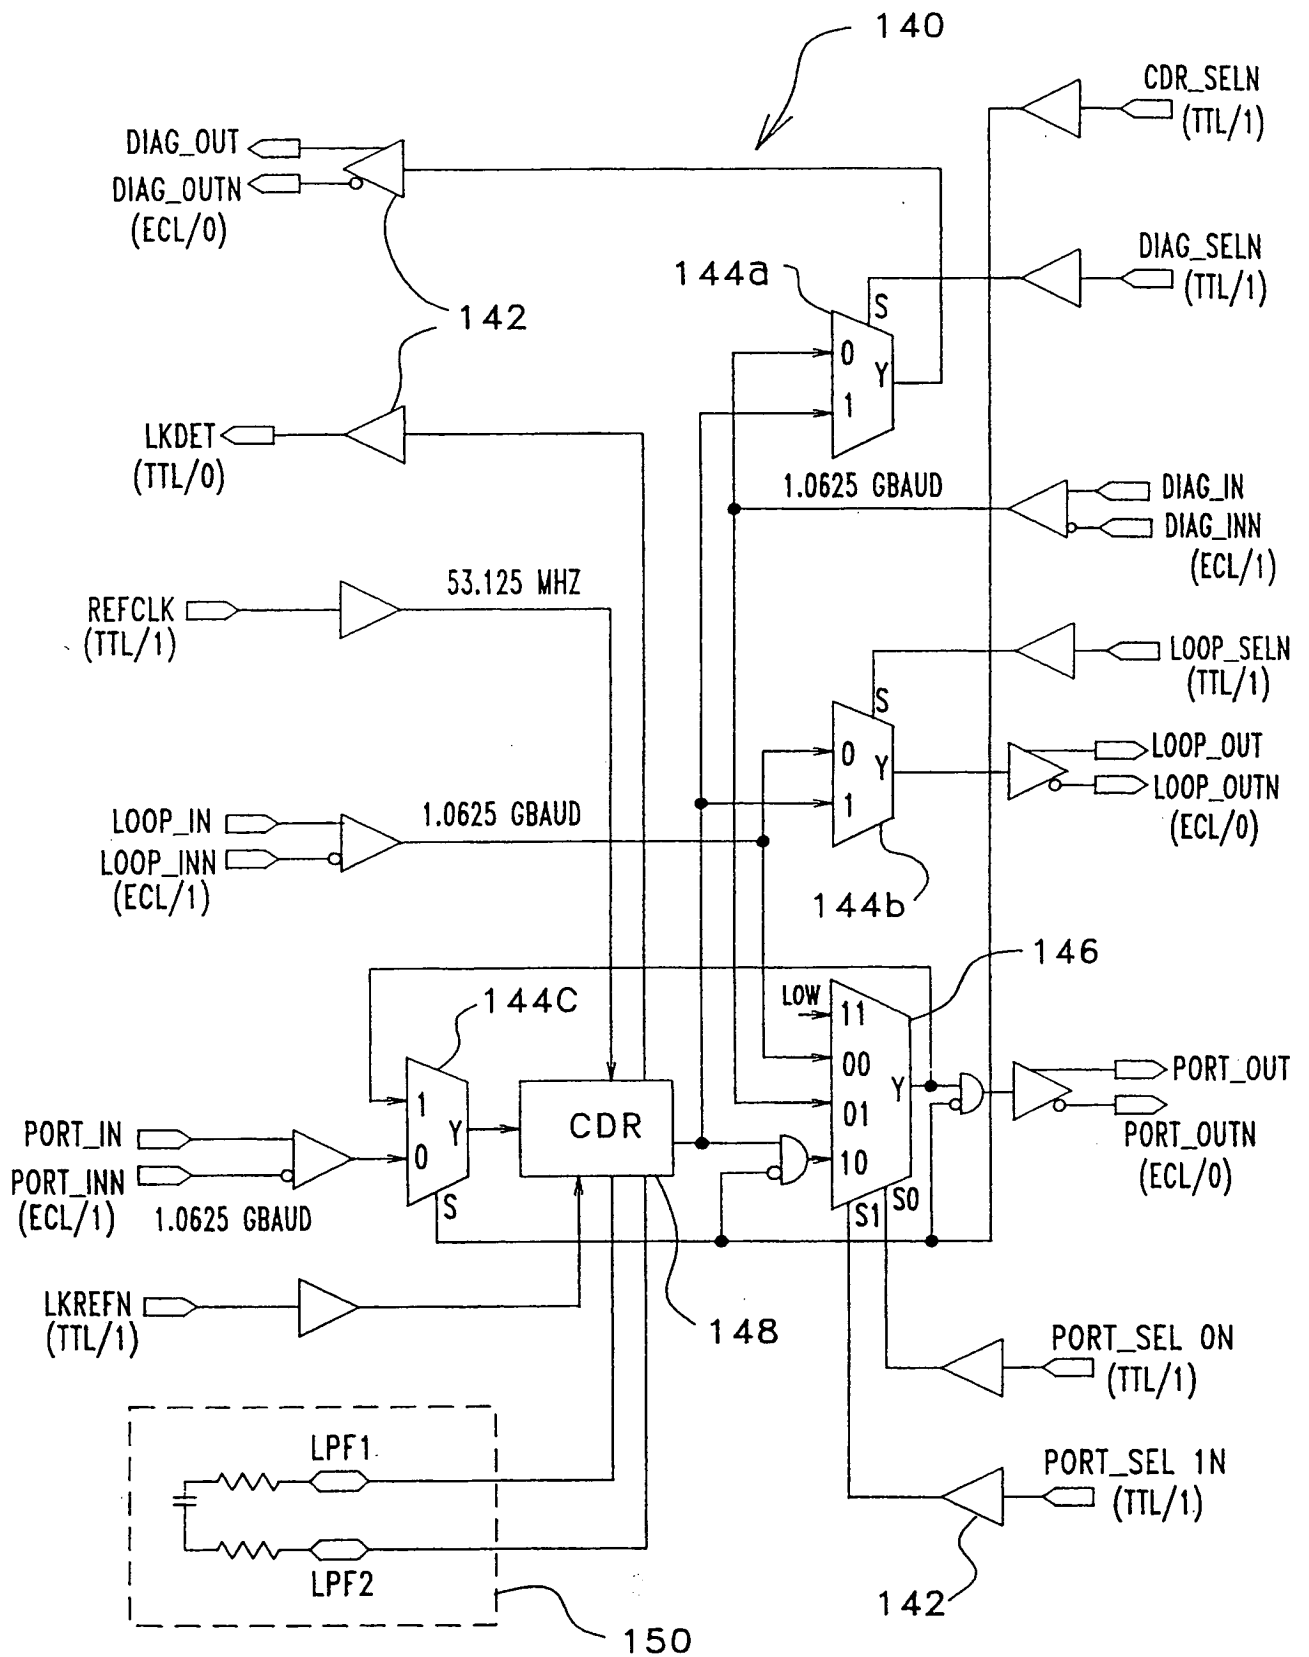 140
CDR_SELN
(TTL/1)
DIAG_OUT
DIAG_OUTN
(ECL/0)
DIAG_SELN
(TTL/1)
144a
S
0
Y
1
142
LKDET
(TTL/0)
1.0625 GBAUD
DIAG_IN
DIAG_INN
(ECL/1)
REFCLK
(TTL/1)
53.125 MHZ
LOOP_SELN
(TTL/1)
S
0
Y
1
LOOP_OUT
LOOP_OUTN
(ECL/0)
LOOP_IN
LOOP_INN
(ECL/1)
1.0625 GBAUD
144b
146
144C
LOW
11
00
01
10
Y
S0
S1
PORT_OUT
PORT_OUTN
(ECL/0)
1
Y
0
S
CDR
PORT_IN
PORT_INN
(ECL/1)
1.0625 GBAUD
LKREFN
(TTL/1)
148
PORT_SEL 0N
(TTL/1)
LPF1
LPF2
PORT_SEL 1N
(TTL/1)
142
150